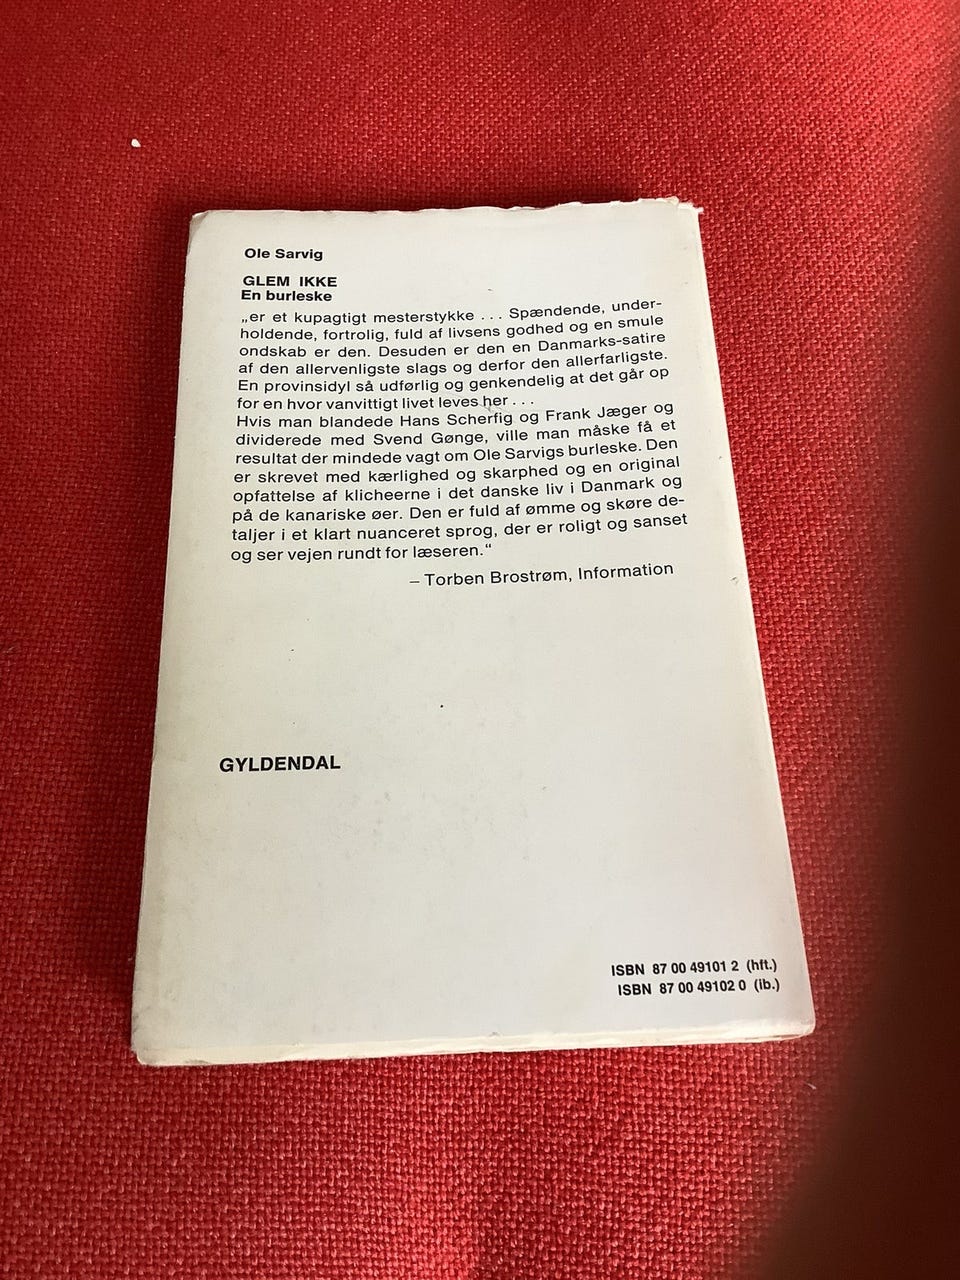 Ole Sarvig
GLEM IKKE
En burleske
„er et kupagtigt mesterstykke . . . Spændende, under-
holdende, fortrolig, fuld af livsens godhed og en smule
ondskab er den. Desuden er den en Danmarks-satire
af den allervenligste slags og derfor den allerfarligste.
En provinsidyl så udførlig og genkendelig at det går op
for en hvor vanvittigt livet leves her . . .
Hvis man blandede Hans Scherfig og Frank Jæger og
dividerede med Svend Gønge, ville man måske få et
resultat der mindede vagt om Ole Sarvigs burleske. Den
er skrevet med kærlighed og skarphed og en original
opfattelse af klicheerne i det danske liv i Danmark og
på de kanariske øer. Den er fuld af ømme og skøre de-
taljer i et klart nuanceret sprog, der er roligt og sanset
og ser vejen rundt for læseren.“
– Torben Brostrøm, Information
GYLDENDAL
ISBN 87 00 49101 2 (hft.)
ISBN 87 00 49102 0 (ib.)